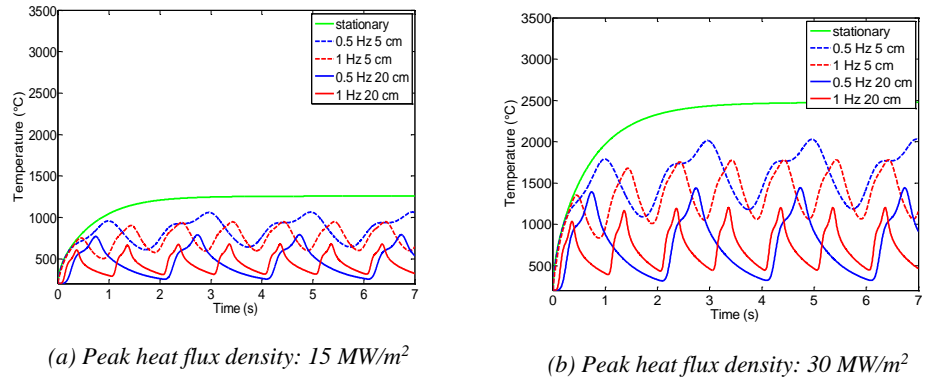 3500
3000
2500
2000
1500
1000
500
Temperature (°C)
0 1 2 3 4 5 6 7
Time (s)
stationary
0.5 Hz 5 cm
1 Hz 5 cm
0.5 Hz 20 cm
1 Hz 20 cm
(a) Peak heat flux density: 15 MW/m²
3500
3000
2500
2000
1500
1000
500
Temperature (°C)
0 1 2 3 4 5 6 7
Time (s)
stationary
0.5 Hz 5 cm
1 Hz 5 cm
0.5 Hz 20 cm
1 Hz 20 cm
(b) Peak heat flux density: 30 MW/m²